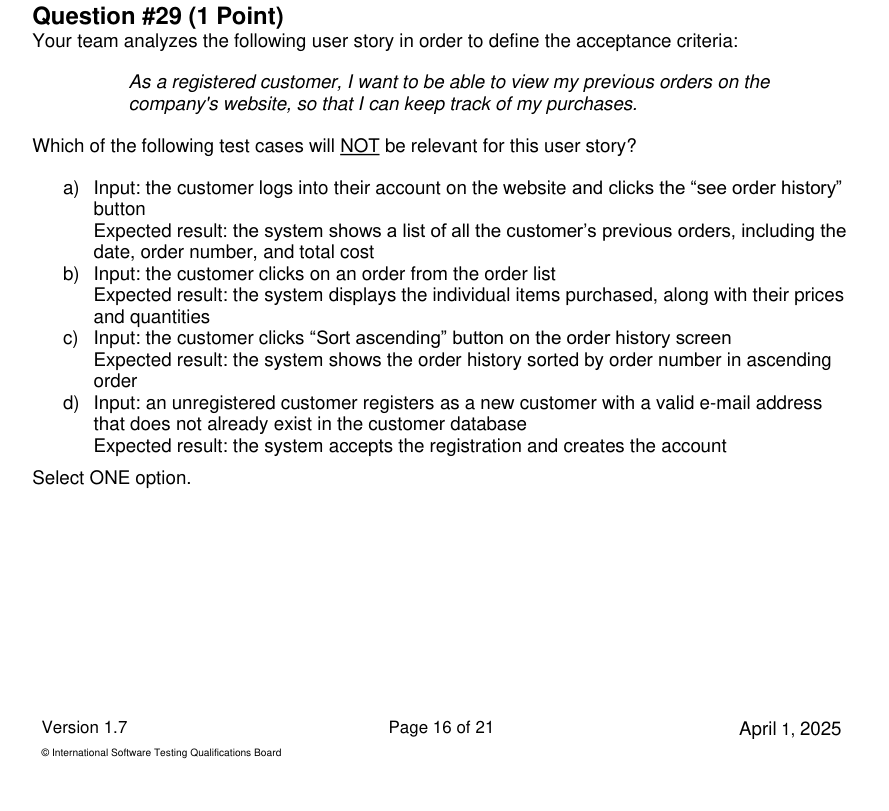 Question #29 (1 Point)
Your team analyzes the following user story in order to define the acceptance criteria:
As a registered customer, I want to be able to view my previous orders on the
company's website, so that I can keep track of my purchases.
Which of the following test cases will NOT be relevant for this user story?
a) Input: the customer logs into their account on the website and clicks the “see order history”
button
Expected result: the system shows a list of all the customer’s previous orders, including the
date, order number, and total cost
b) Input: the customer clicks on an order from the order list
Expected result: the system displays the individual items purchased, along with their prices
and quantities
c) Input: the customer clicks “Sort ascending” button on the order history screen
Expected result: the system shows the order history sorted by order number in ascending
order
d) Input: an unregistered customer registers as a new customer with a valid e-mail address
that does not already exist in the customer database
Expected result: the system accepts the registration and creates the account
Select ONE option.
Version 1.7 Page 16 of 21 April 1, 2025
© International Software Testing Qualifications Board